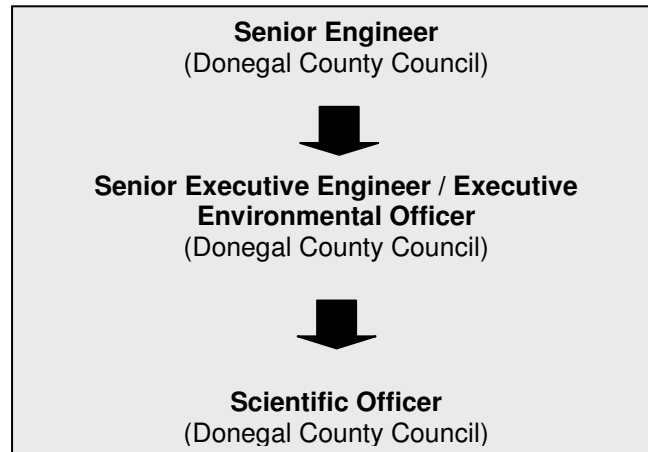 Senior Engineer
(Donegal County Council)
Senior Executive Engineer / Executive
Environmental Officer
(Donegal County Council)
Scientific Officer
(Donegal County Council)